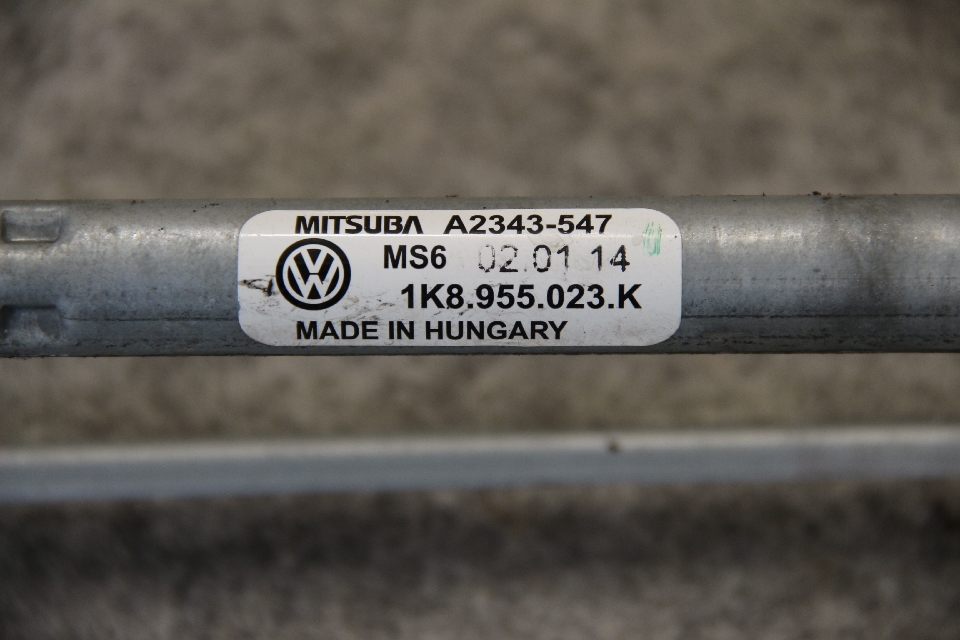 MITSUBA A2343-547
MS6 02.01 14
1K8.955.023.K
MADE IN HUNGARY